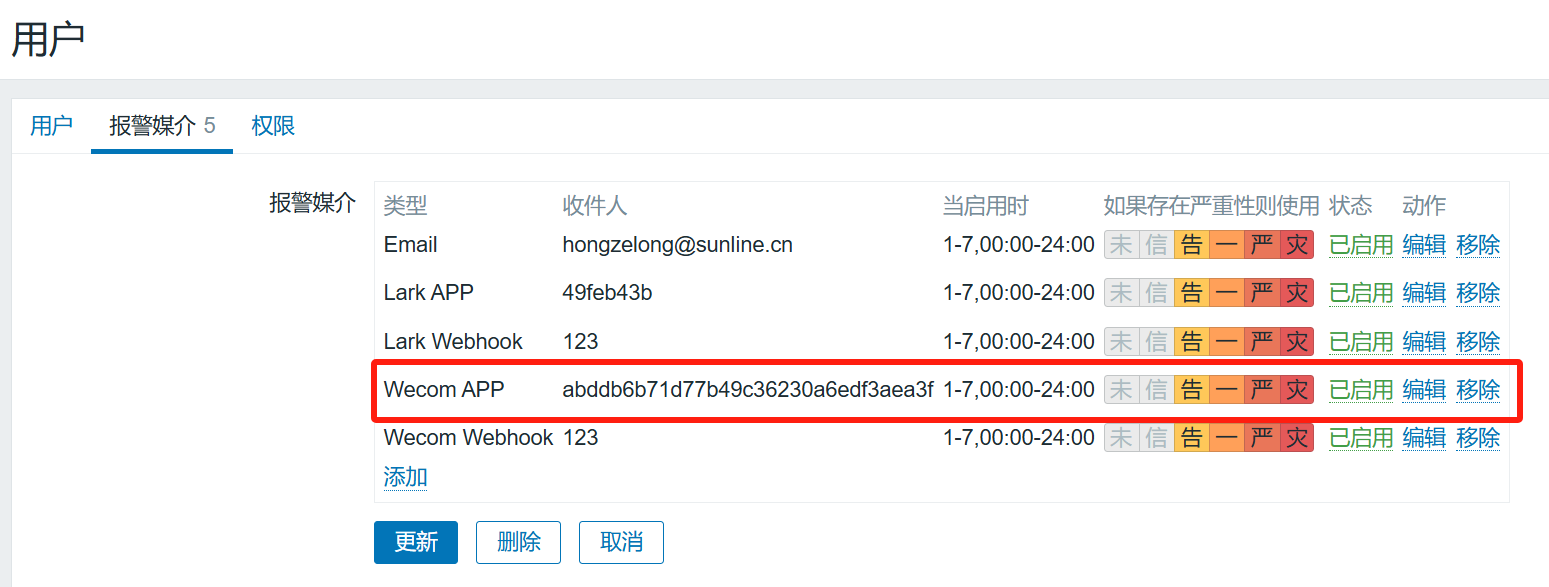 用户
用户 报警媒介 5 权限
报警媒介 类型 收件人 当启用时 如果存在严重性则使用 状态 动作
Email hongzelong@sunline.cn 1-7,00:00-24:00 未 信 告 一 严 灾 已启用 编辑 移除
Lark APP 49feb43b 1-7,00:00-24:00 未 信 告 一 严 灾 已启用 编辑 移除
Lark Webhook 123 1-7,00:00-24:00 未 信 告 一 严 灾 已启用 编辑 移除
Wecom APP abddb6b71d77b49c36230a6edf3aea3f 1-7,00:00-24:00 未 信 告 一 严 灾 已启用 编辑 移除
Wecom Webhook 123 1-7,00:00-24:00 未 信 告 一 严 灾 已启用 编辑 移除
添加
更新 删除 取消